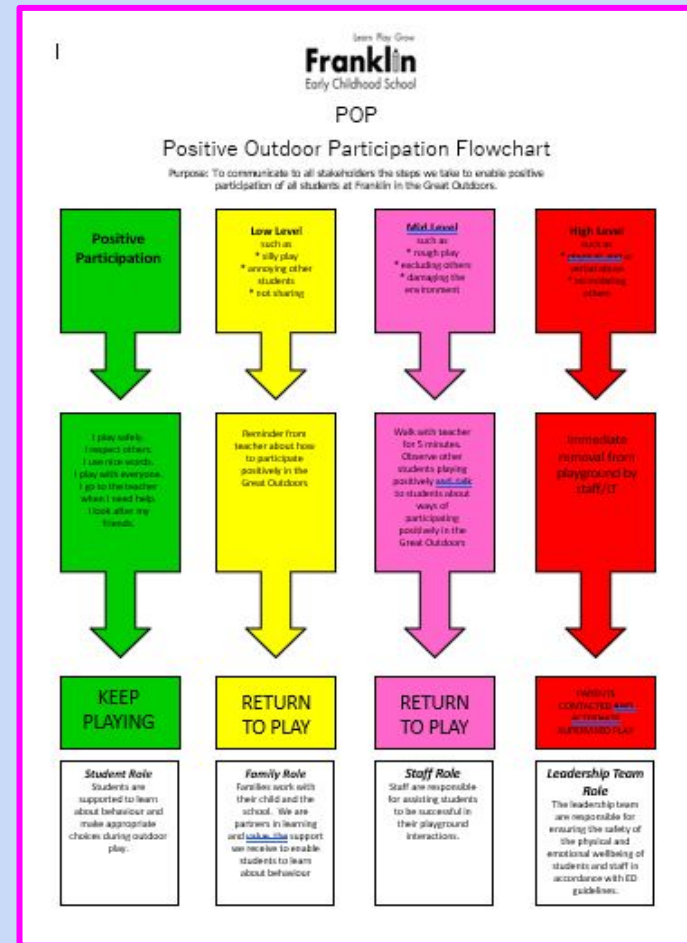 Learn Play Grow
Franklin
Early Childhood School
POP
Positive Outdoor Participation Flowchart
Purpose: To communicate to all stakeholders the steps we take to enable positive
participation of all students at Franklin in the Great Outdoors.
Positive
Participation
Low Level
such as
* silly play
* annoying other
students
* not sharing
Mid Level
such as
* rough play
* excluding others
* damaging the
environment
High Level
such as
* physical and or
verbal abuse
others
I play safely.
I respect others.
I use nice words.
I play with everyone.
I go to the teacher
when I need help.
I look after my
friends.
Reminder from
teacher about how
to participate
positively in the
Great Outdoors
Walk with teacher
for 5 minutes.
Observe other
students playing
positively and talk
to students about
ways of
participating
positively in the
Great Outdoors
Immediate
removal from
playground by
staff/
KEEP
PLAYING
RETURN
TO PLAY
RETURN
TO PLAY
CONTACTED AND
ALTERNATE
SUPERVISED PLAY
Student Role
Students are
supported to learn
about behaviour and
make appropriate
choices during outdoor
play.
Family Role
Families work with
their child and the
school. We are
partners in learning
and value the support
we receive to enable
students to learn
about behaviour
Staff Role
Staff are responsible
for assisting students
to be successful in
their playground
interactions.
Leadership Team
Role
The leadership team
are responsible for
ensuring the safety of
the physical and
emotional wellbeing of
students and staff in
accordance with ED
guidelines.